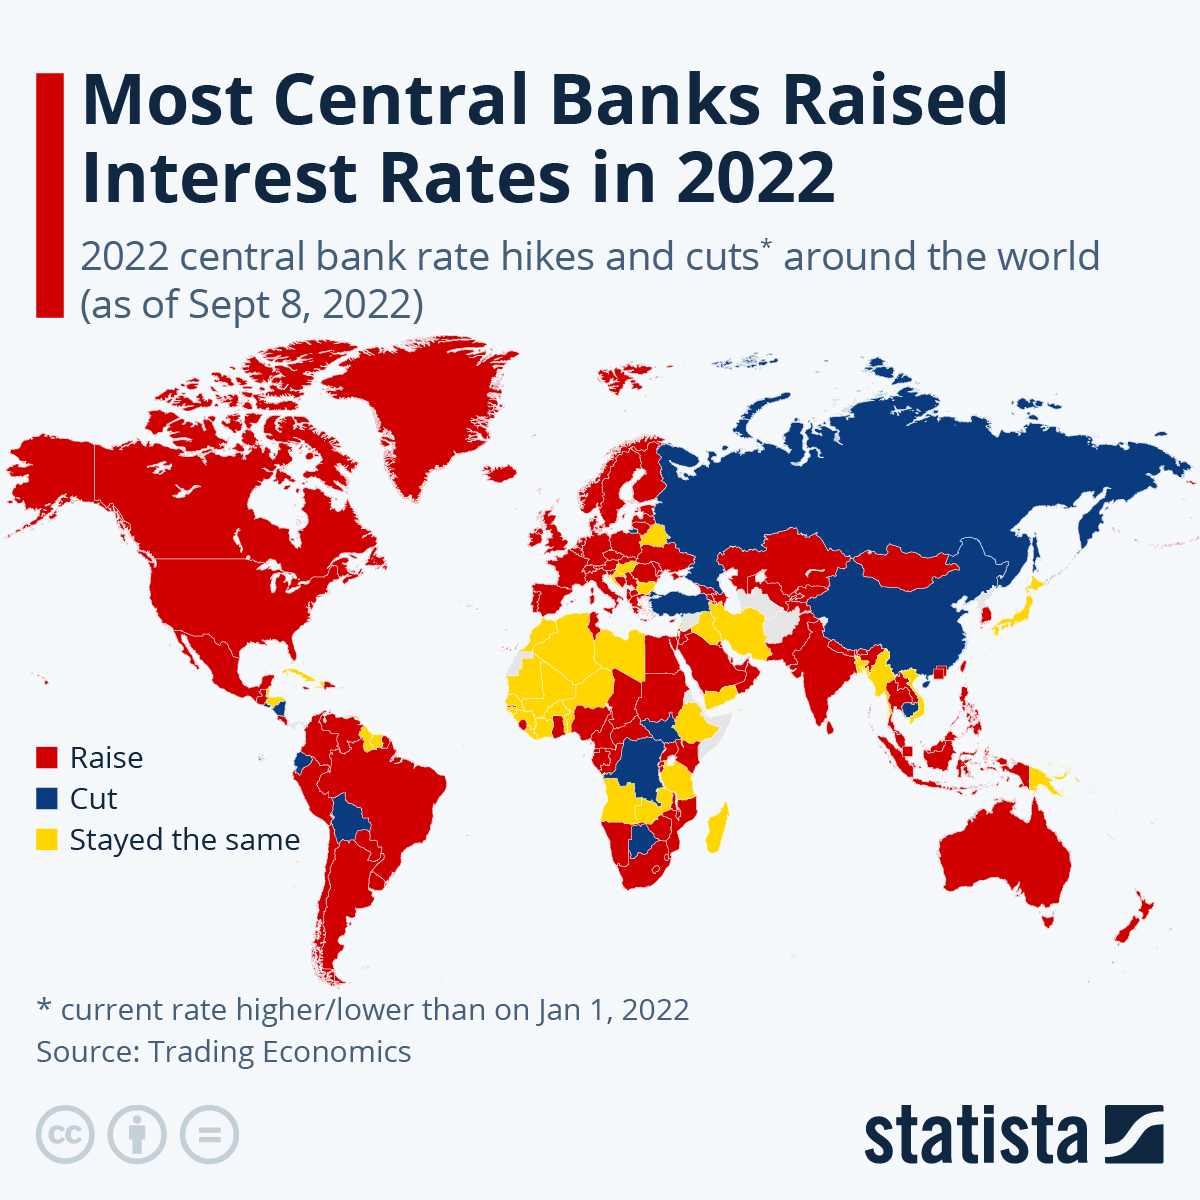 Most Central Banks Raised
Interest Rates in 2022
2022 central bank rate hikes and cuts* around the world
(as of Sept 8, 2022)
Raise
Cut
Stayed the same
* current rate higher/lower than on Jan 1, 2022
Source: Trading Economics
cc
statista